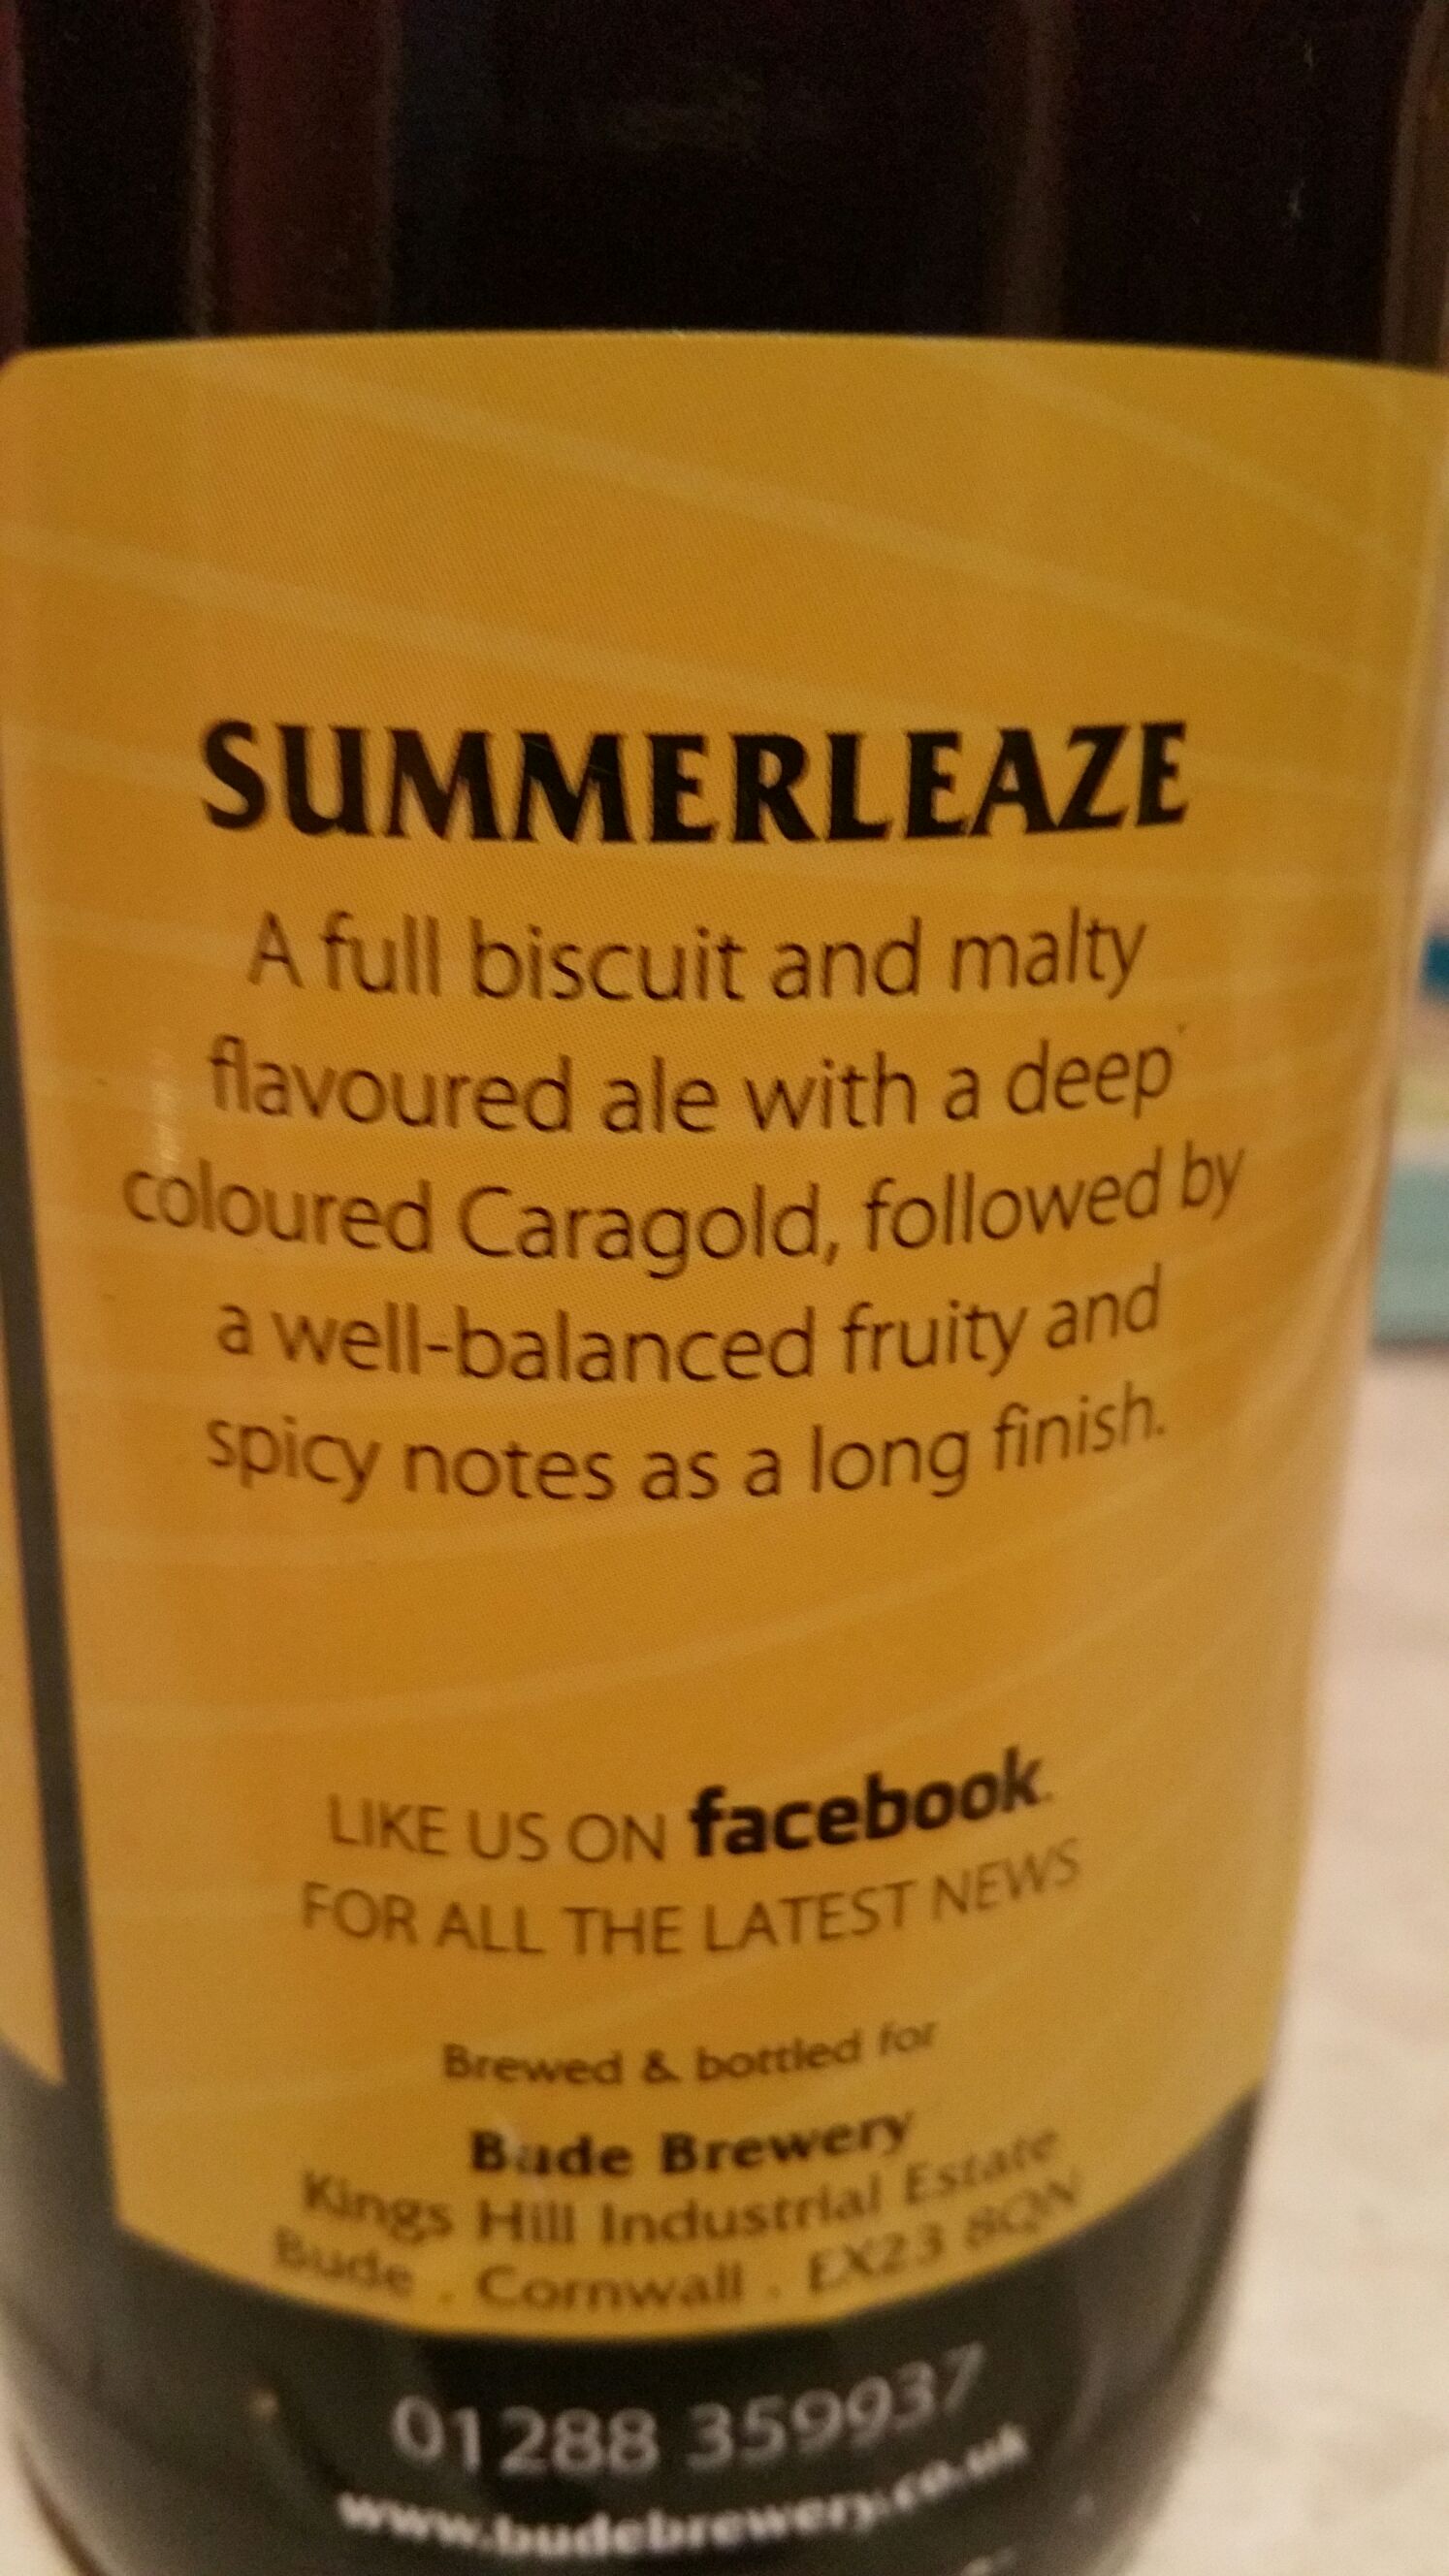 SUMMERLEAZE
A full biscuit and malty
flavoured ale with a deep
coloured Caragold, followed by
a well-balanced fruity and
spicy notes as a long finish.
LIKE US ON facebook.
FOR ALL THE LATEST NEWS
Brewed & bottled for
Bude Brewery
Kings Hill Industrial Estate
Bude . Cornwall . EX23 8QN
01288 359937
www.budebrewery.co.uk